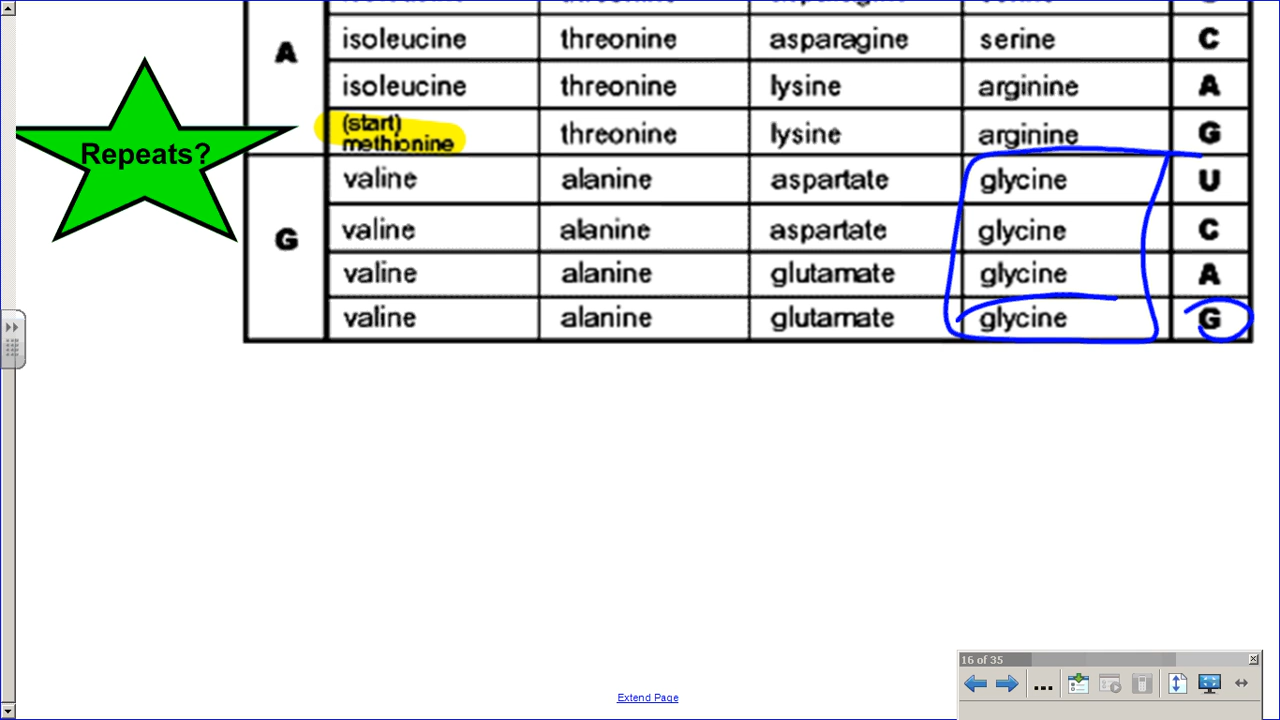 A
isoleucine threonine asparagine serine C
isoleucine threonine lysine arginine A
(start)
methionine threonine lysine arginine G
Repeats?
G
valine alanine aspartate glycine U
valine alanine aspartate glycine C
valine alanine glutamate glycine A
valine alanine glutamate glycine G
16 of 35
...
Extend Page